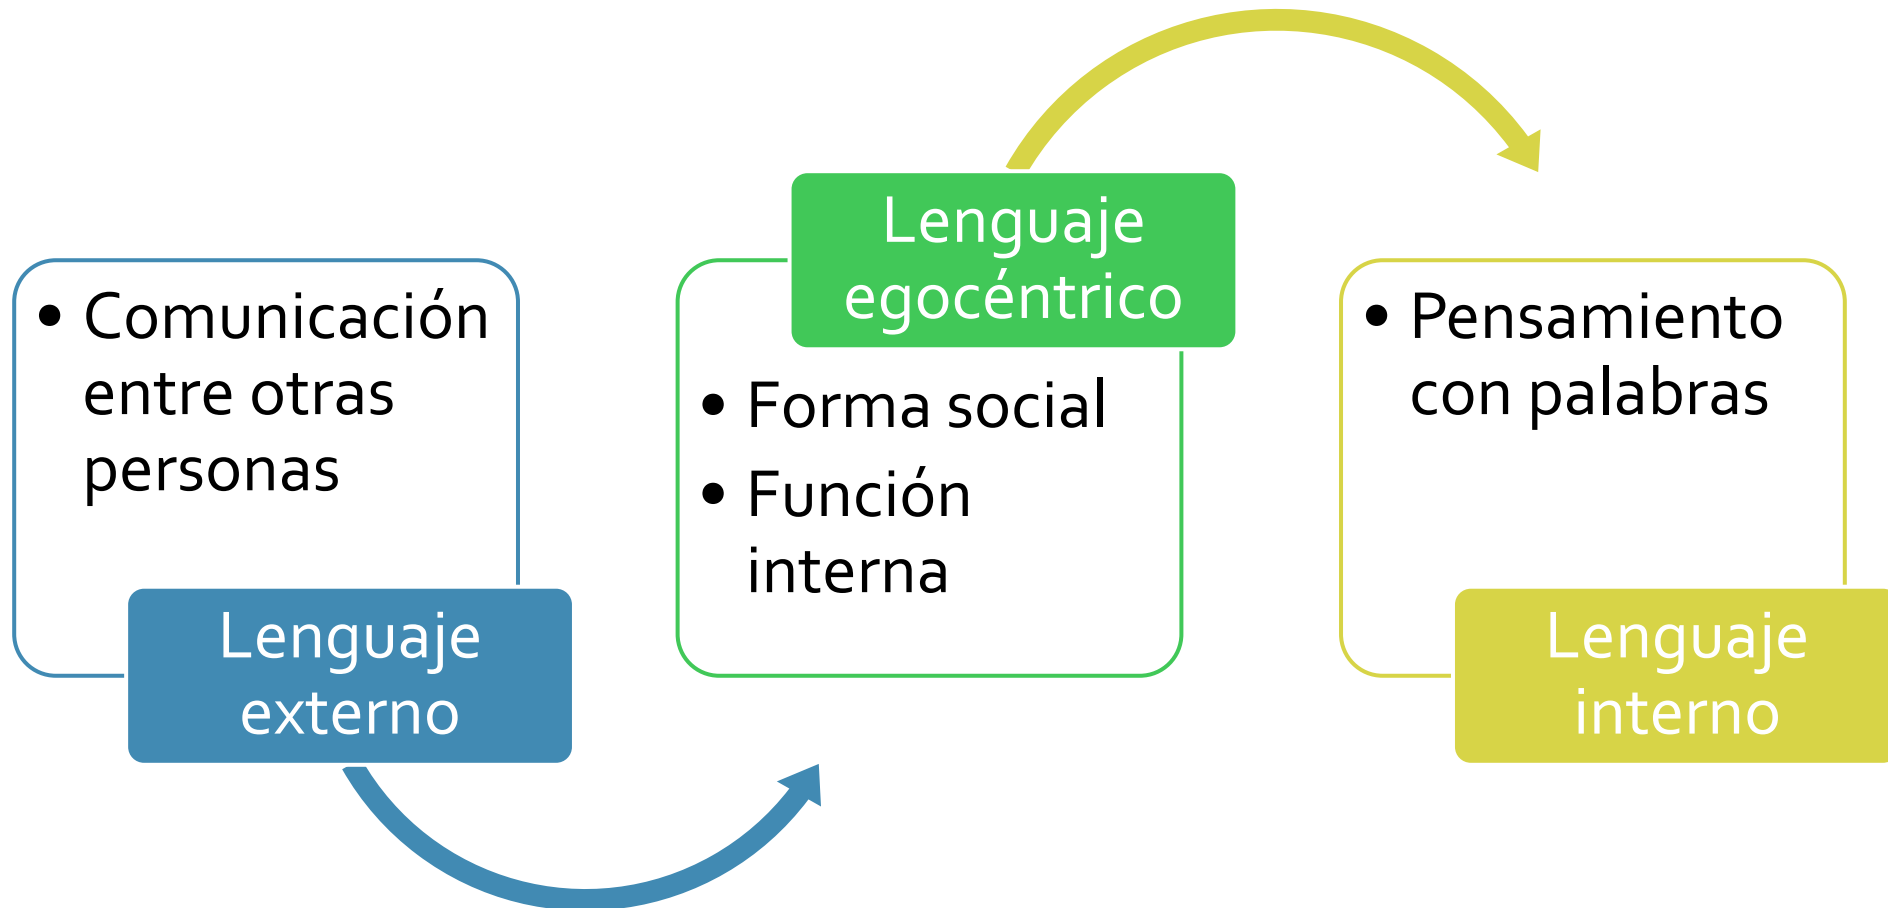 • Comunicación
entre otras
personas
Lenguaje
externo
Lenguaje
egocéntrico
• Forma social
• Función
interna
• Pensamiento
con palabras
Lenguaje
interno